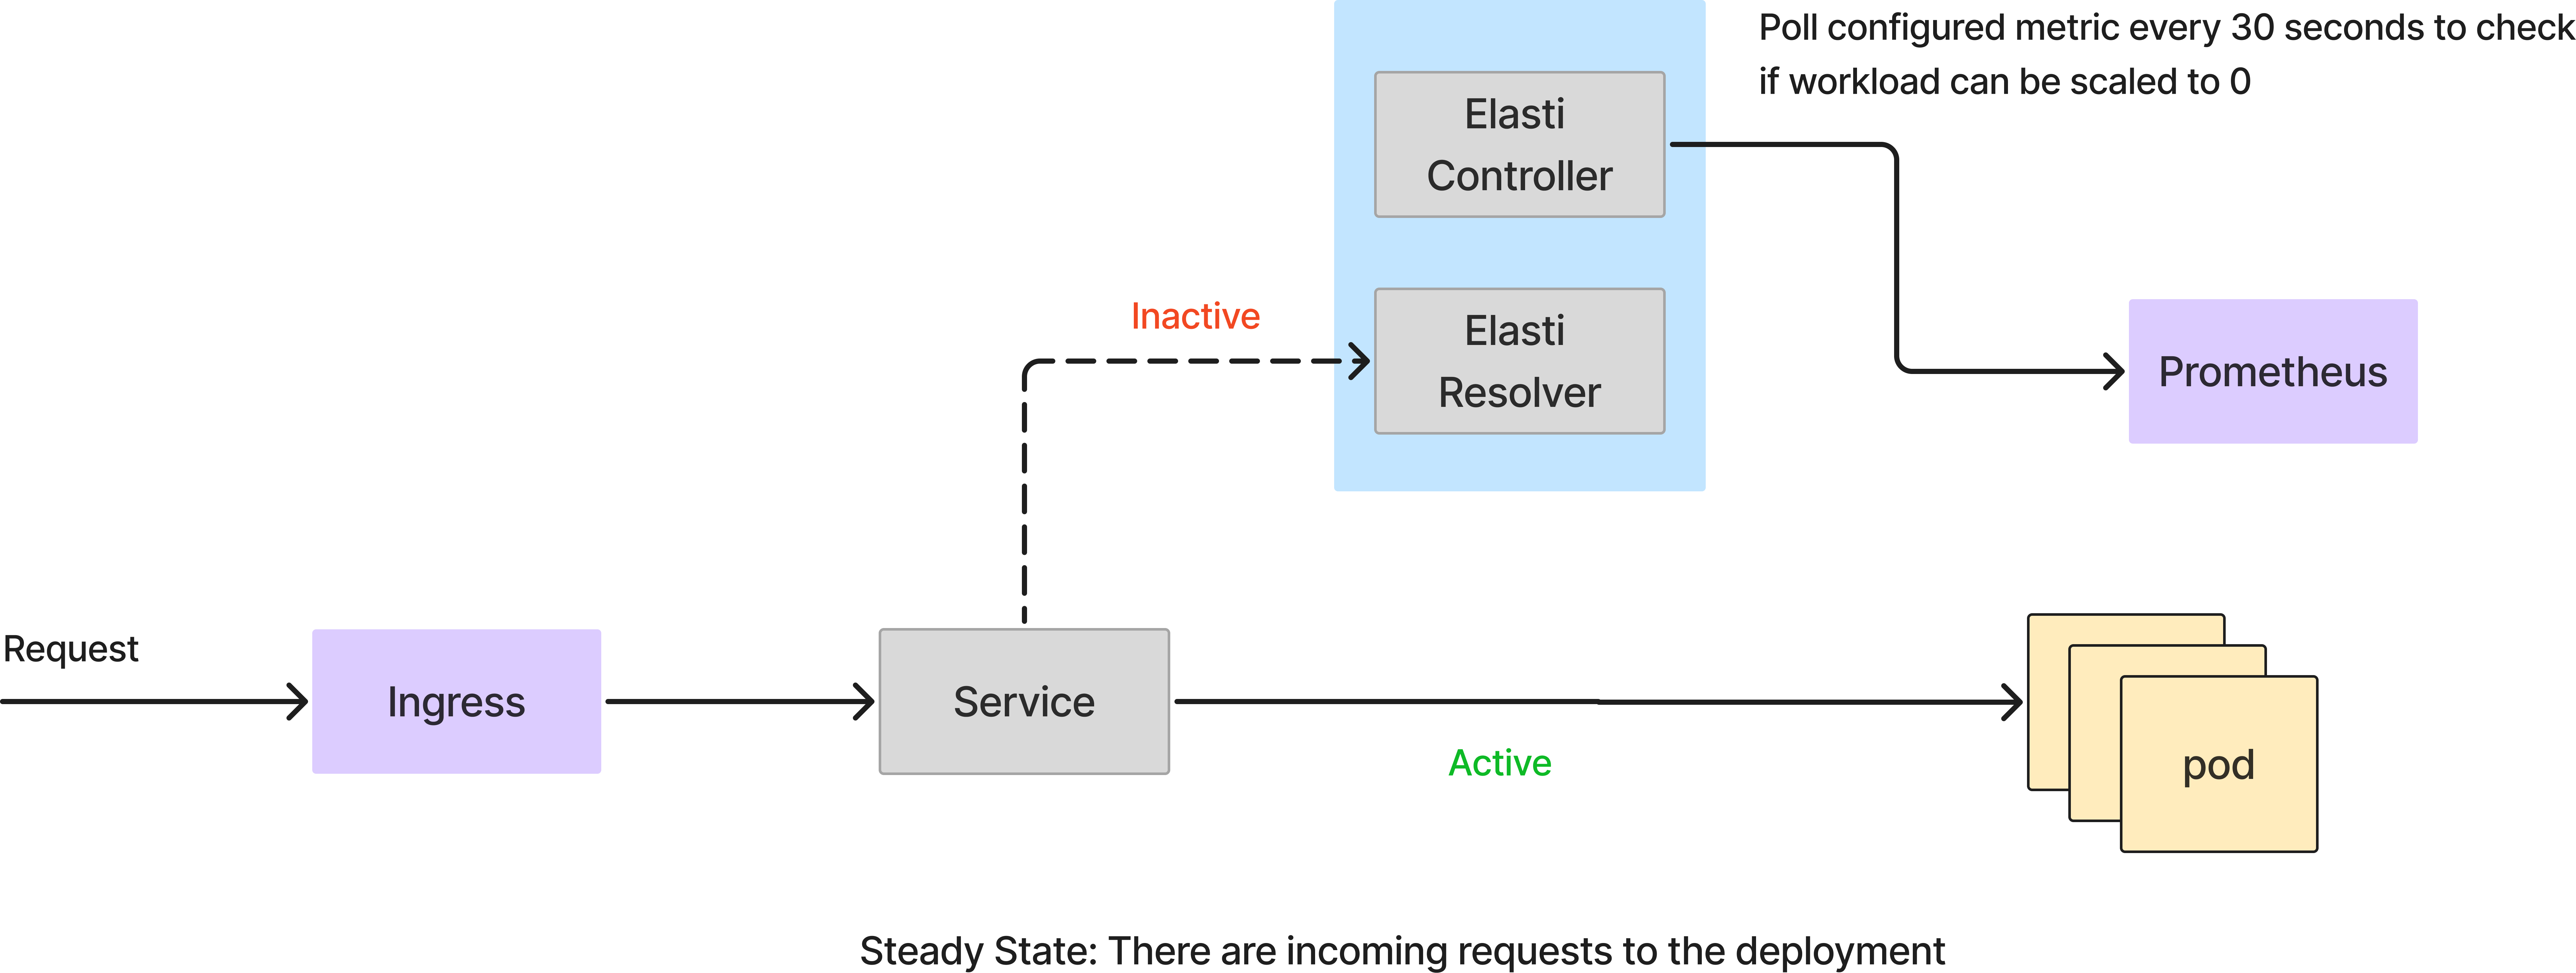 Poll configured metric every 30 seconds to check
if workload can be scaled to 0
Elasti
Controller
Inactive
Elasti
Resolver
Prometheus
Request
Ingress
Service
Active
pod
Steady State: There are incoming requests to the deployment